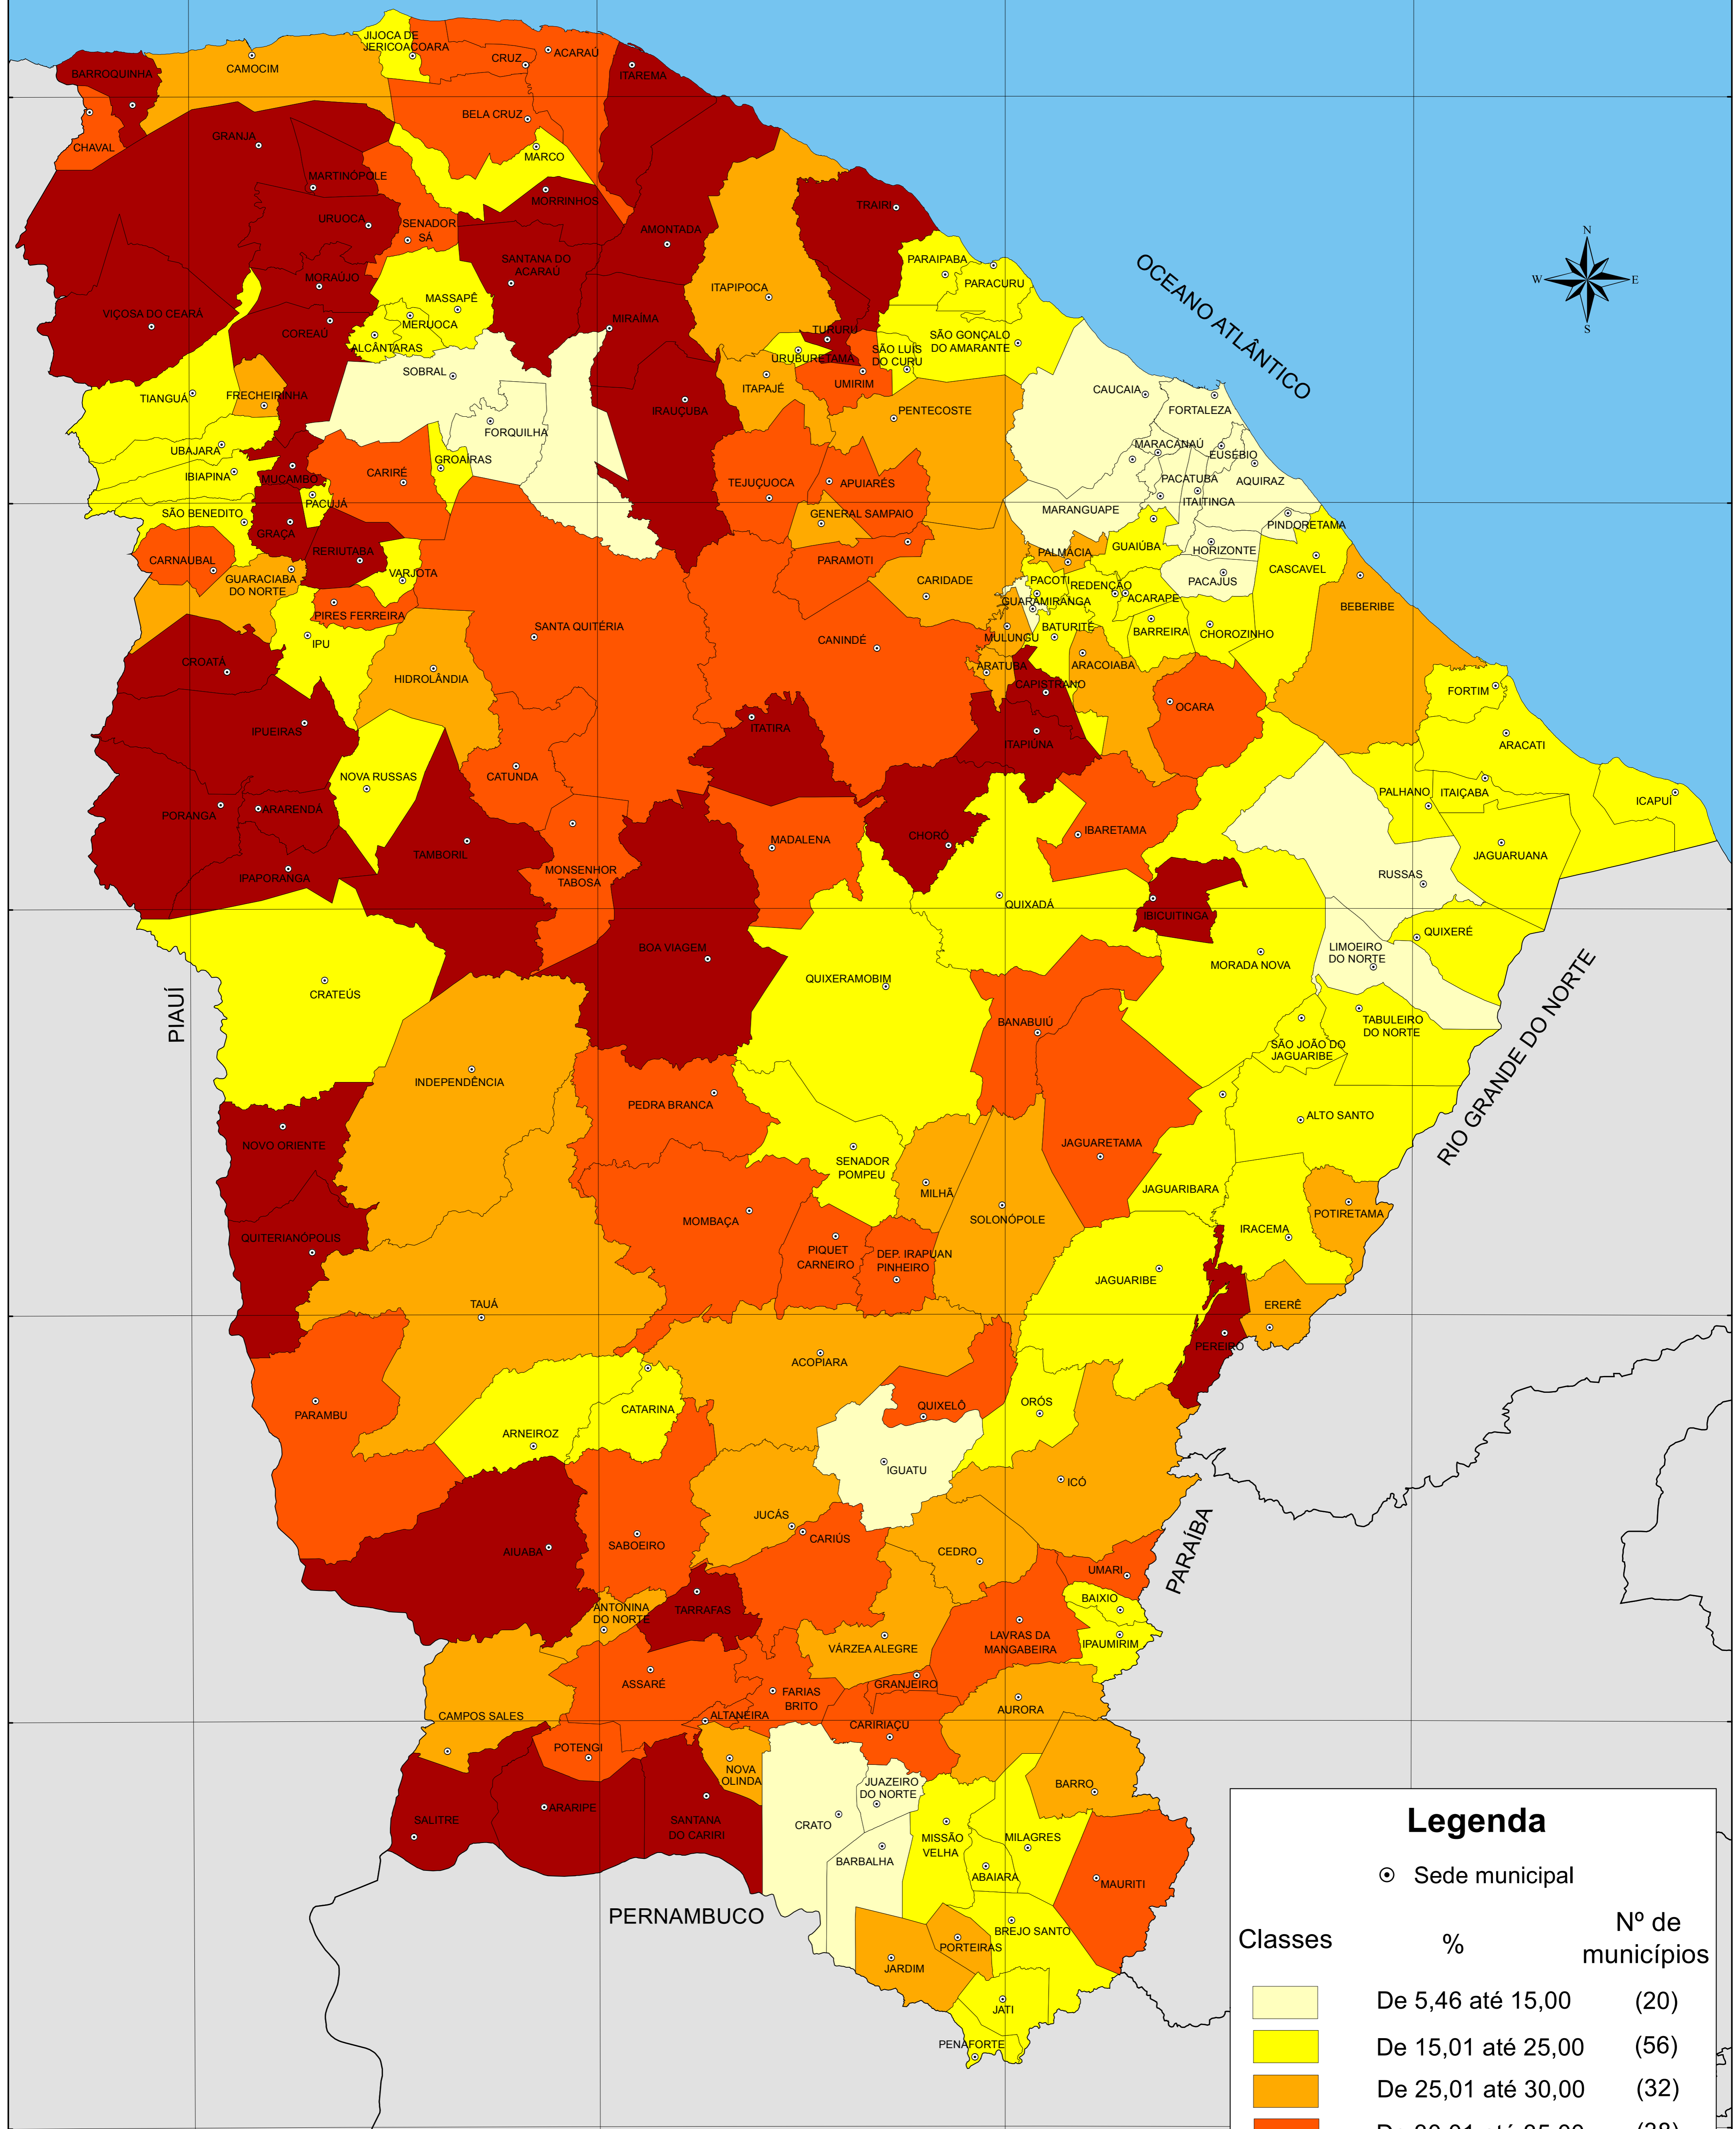 JIJOCA DE
JERICOACOARA
CRUZ
ACARAÚ
BARROQUINHA
CAMOCIM
ITAREMA
BELA CRUZ
CHAVAL
GRANJA
MARCO
MARTINÓPOLE
MORRINHOS
TRAIRI
URUOCA
SENADOR
SÁ
AMONTADA
N
W
E
S
SANTANA DO
ACARAÚ
PARAIPABA
OCEANO ATLÂNTICO
MORAÚJO
PARACURU
ITAPIPOCA
MASSAPÊ
VIÇOSA DO CEARÁ
MIRAÍMA
MERUOCA
COREAÚ
TURURU
SÃO GONÇALO
DO AMARANTE
ALCÂNTARAS
SÃO LUÍS
DO CURU
URUBURETAMA
SOBRAL
UMIRIM
ITAPAJÉ
CAUCAIA
TIANGUÁ
FRECHEIRINHA
IRAUÇUBA
PENTECOSTE
FORTALEZA
FORQUILHA
MARACANAÚ
UBAJARA
EUSÉBIO
GROAÍRAS
CARIRÉ
IBIAPINA
MUCAMBO
TEJUÇUOCA
APUIARÉS
PACATUBA
AQUIRAZ
ITAITINGA
PACUJÁ
SÃO BENEDITO
GENERAL SAMPAIO
MARANGUAPE
PINDORETAMA
GRAÇA
RERIUTABA
PALMÁCIA
GUAIÚBA
HORIZONTE
CARNAUBAL
PARAMOTI
CASCAVEL
VARJOTA
GUARACIABA
DO NORTE
CARIDADE
PACOTI
REDENÇÃO
PACAJUS
ACARAPE
GUARAMIRANGA
BEBERIBE
PIRES FERREIRA
SANTA QUITÉRIA
BATURITÉ
BARREIRA
CHOROZINHO
IPU
CANINDÉ
MULUNGU
CROATÁ
ARATUBA
ARACOIABA
HIDROLÂNDIA
CAPISTRANO
FORTIM
OCARA
IPUEIRAS
ITATIRA
ITAPIÚNA
ARACATI
NOVA RUSSAS
CATUNDA
PALHANO
ITAIÇABA
ICAPUÍ
PORANGA
ARARENDÁ
MADALENA
CHORÓ
IBARETAMA
TAMBORIL
JAGUARUANA
IPAPORANGA
MONSENHOR
TABOSA
RUSSAS
QUIXADÁ
IBICUITINGA
QUIXERÉ
BOA VIAGEM
LIMOEIRO
DO NORTE
MORADA NOVA
QUIXERAMOBIM
CRATEÚS
PIAUÍ
BANABUIÚ
TABULEIRO
DO NORTE
RIO GRANDE DO NORTE
SÃO JOÃO DO
JAGUARIBE
INDEPENDÊNCIA
PEDRA BRANCA
ALTO SANTO
NOVO ORIENTE
JAGUARETAMA
SENADOR
POMPEU
JAGUARIBARA
MILHÃ
POTIRETAMA
MOMBAÇA
SOLONÓPOLE
IRACEMA
QUITERIANÓPOLIS
PIQUET
CARNEIRO
DEP. IRAPUAN
PINHEIRO
JAGUARIBE
TAUÁ
ERERÊ
PEREIRO
ACOPIARA
ORÓS
QUIXELÔ
CATARINA
PARAMBU
ARNEIROZ
IGUATU
ICÓ
JUCÁS
CARIÚS
PARAÍBA
SABOEIRO
AIUABA
CEDRO
UMARI
BAIXIO
ANTONINA
DO NORTE
TARRAFAS
LAVRAS DA
MANGABEIRA
IPAUMIRIM
VÁRZEA ALEGRE
ASSARÉ
GRANJEIRO
FARIAS
BRITO
AURORA
CAMPOS SALES
ALTANEIRA
CARIRIAÇU
POTENGI
NOVA
OLINDA
JUAZEIRO
DO NORTE
BARRO
ARARIPE
SALITRE
SANTANA
DO CARIRI
CRATO
MISSÃO
VELHA
MILAGRES
BARBALHA
ABAIARA
MAURITI
PERNAMBUCO
BREJO SANTO
PORTEIRAS
JARDIM
JATI
PENAFORTE
Legenda
Sede municipal
Classes
%
Nº de
municípios
De 5,46 até 15,00 (20)
De 15,01 até 25,00 (56)
De 25,01 até 30,00 (32)